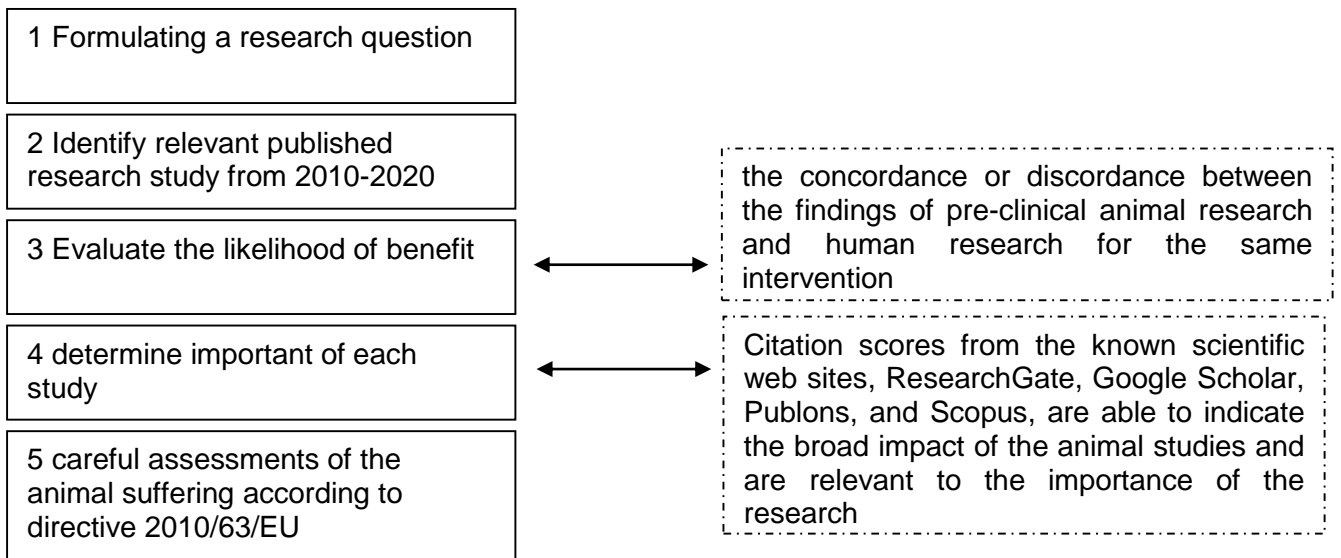 1 Formulating a research question
2 Identify relevant published
research study from 2010-2020
3 Evaluate the likelihood of benefit
the concordance or discordance between
the findings of pre-clinical animal research
and human research for the same
intervention
4 determine important of each
study
Citation scores from the known scientific
web sites, ResearchGate, Google Scholar,
Publons, and Scopus, are able to indicate
the broad impact of the animal studies and
are relevant to the importance of the
research
5 careful assessments of the
animal suffering according to
directive 2010/63/EU